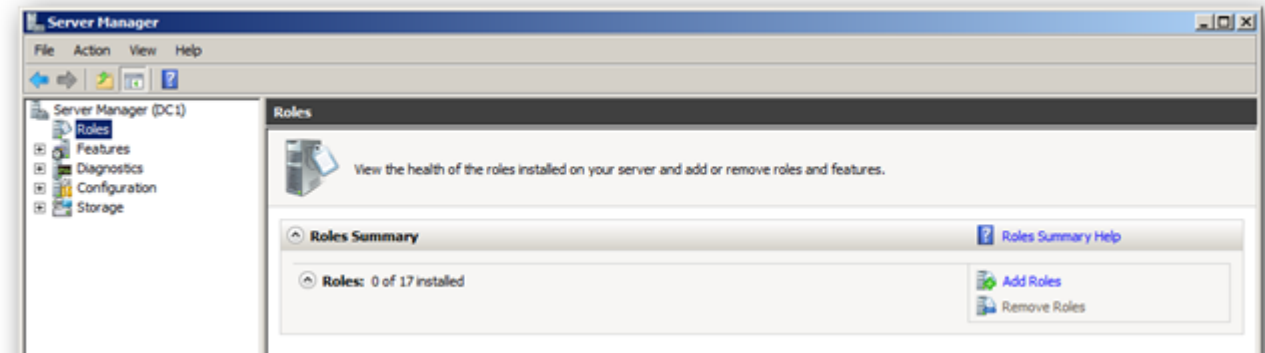 Server Manager
File Action View Help
Server Manager (DC1)
Roles
Features
Diagnostics
Configuration
Storage
Roles
View the health of the roles installed on your server and add or remove roles and features.
Roles Summary
Roles Summary Help
Roles: 0 of 17 installed
Add Roles
Remove Roles